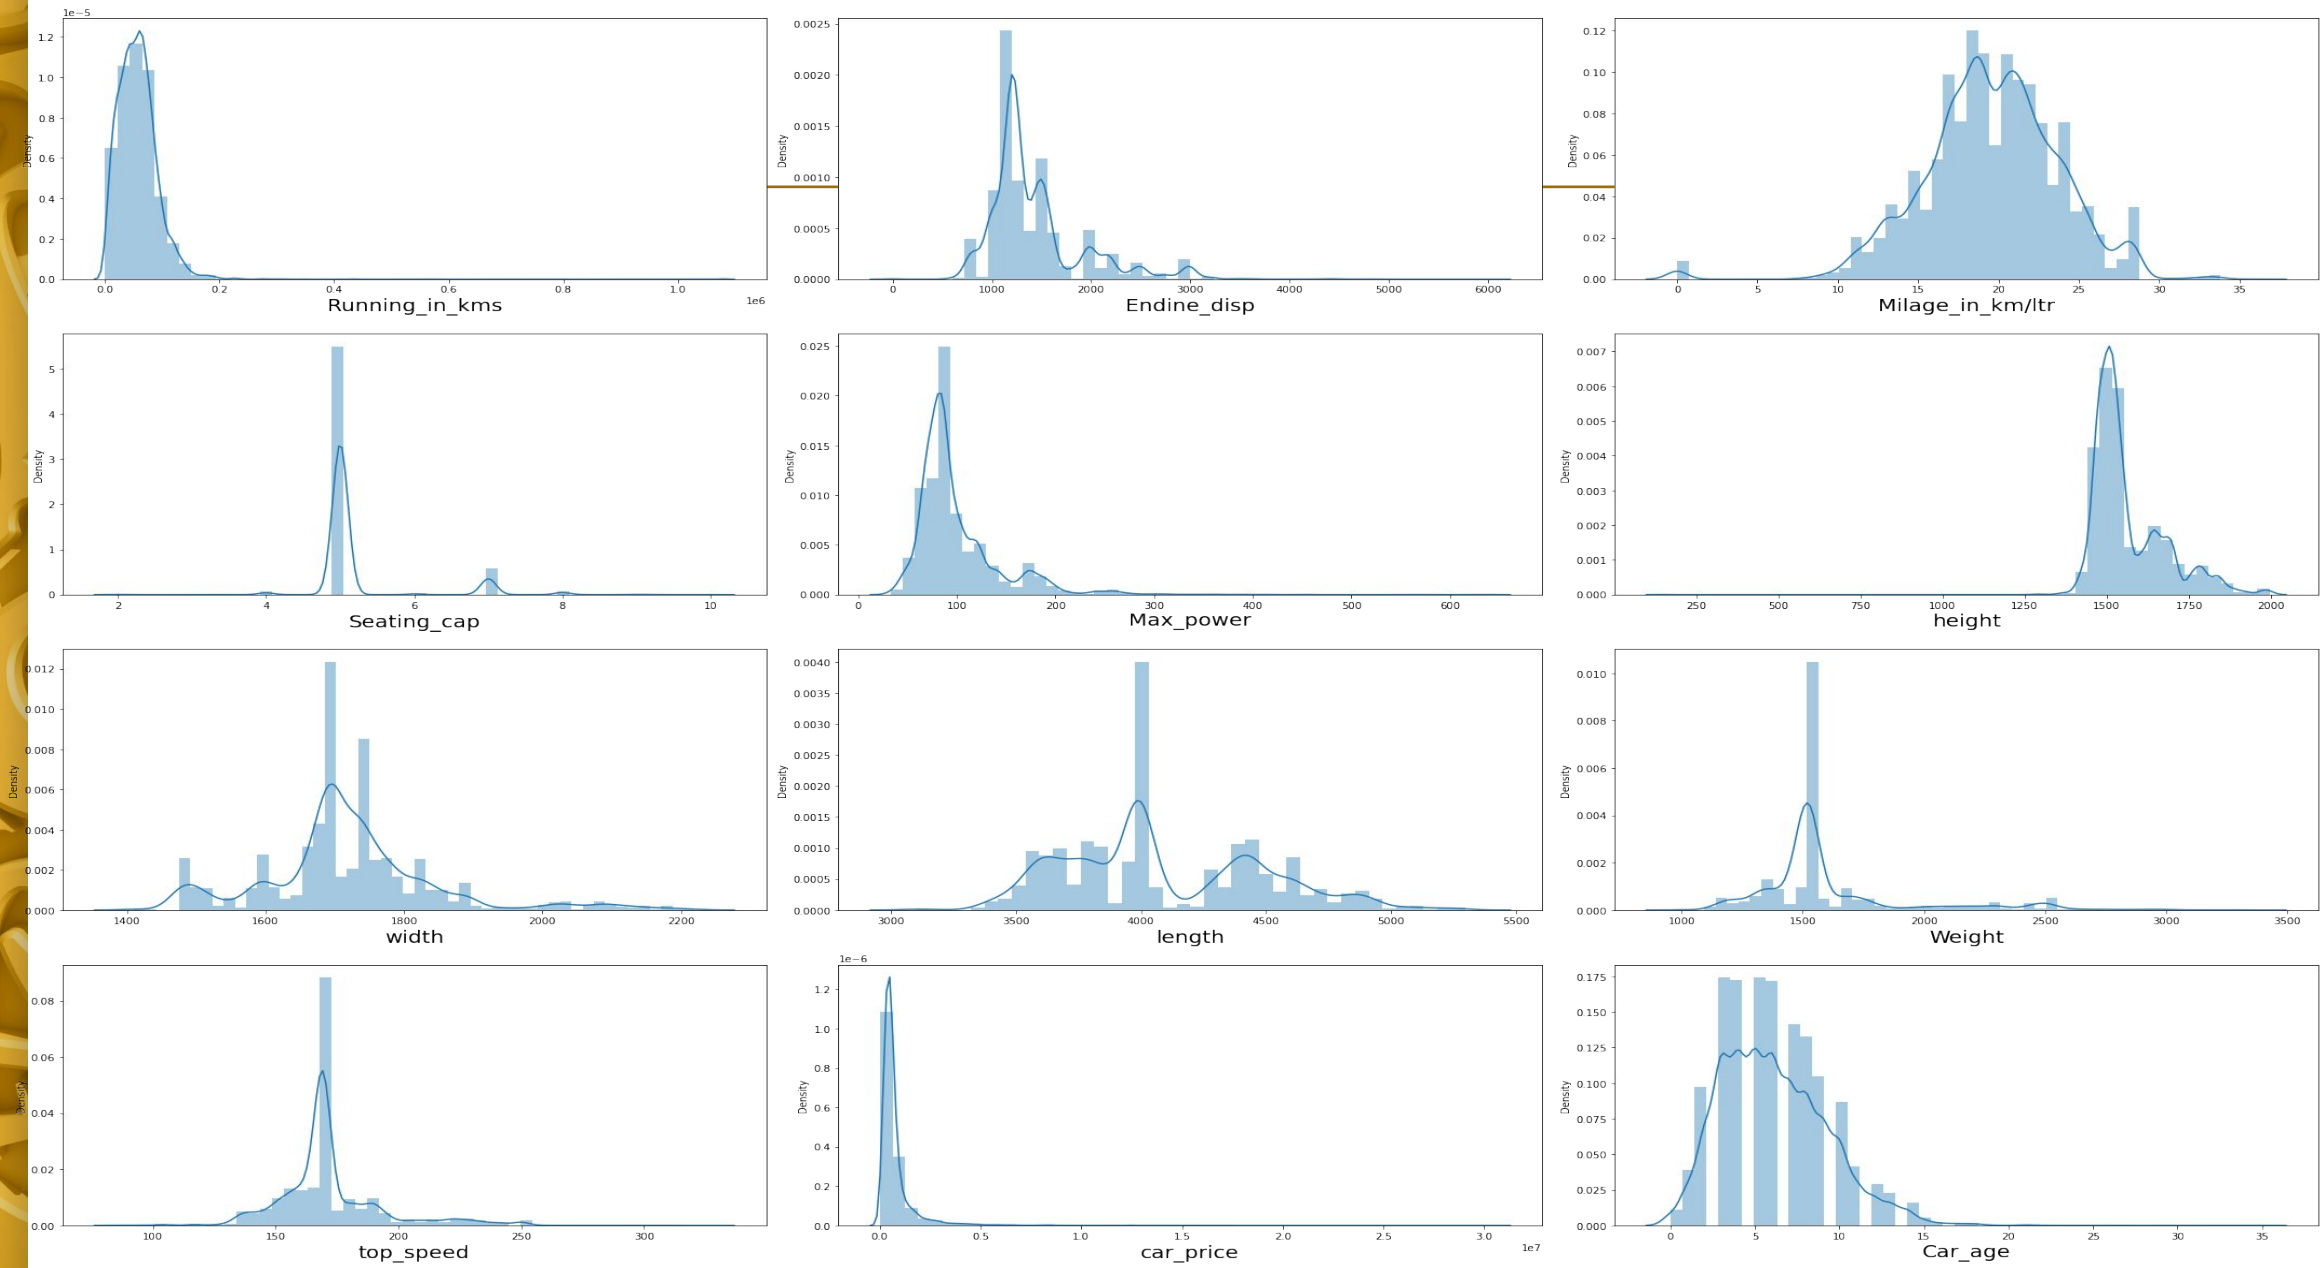 1e−5
1.2
1.0
0.8
0.6
0.4
0.2
0.0
Density
0.0 0.2 0.4 0.6 0.8 1.0
1e6
Running_in_kms
0.0025
0.0020
0.0015
0.0010
0.0005
0.0000
Density
0 1000 2000 3000 4000 5000 6000
Endine_disp
0.12
0.10
0.08
0.06
0.04
0.02
0.00
Density
0 5 10 15 20 25 30 35
Milage_in_km/ltr
5
4
3
2
1
0
Density
2 4 6 8 10
Seating_cap
0.025
0.020
0.015
0.010
0.005
0.000
Density
0 100 200 300 400 500 600
Max_power
0.007
0.006
0.005
0.004
0.003
0.002
0.001
0.000
Density
250 500 750 1000 1250 1500 1750 2000
height
0.012
0.010
0.008
0.006
0.004
0.002
0.000
Density
1400 1600 1800 2000 2200
width
0.0040
0.0035
0.0030
0.0025
0.0020
0.0015
0.0010
0.0005
0.0000
Density
3000 3500 4000 4500 5000 5500
length
0.010
0.008
0.006
0.004
0.002
0.000
Density
1000 1500 2000 2500 3000 3500
Weight
0.08
0.06
0.04
0.02
0.00
Density
100 150 200 250 300
top_speed
1e−6
1.2
1.0
0.8
0.6
0.4
0.2
0.0
Density
0.0 0.5 1.0 1.5 2.0 2.5 3.0
1e7
car_price
0.175
0.150
0.125
0.100
0.075
0.050
0.025
0.000
Density
0 5 10 15 20 25 30 35
Car_age